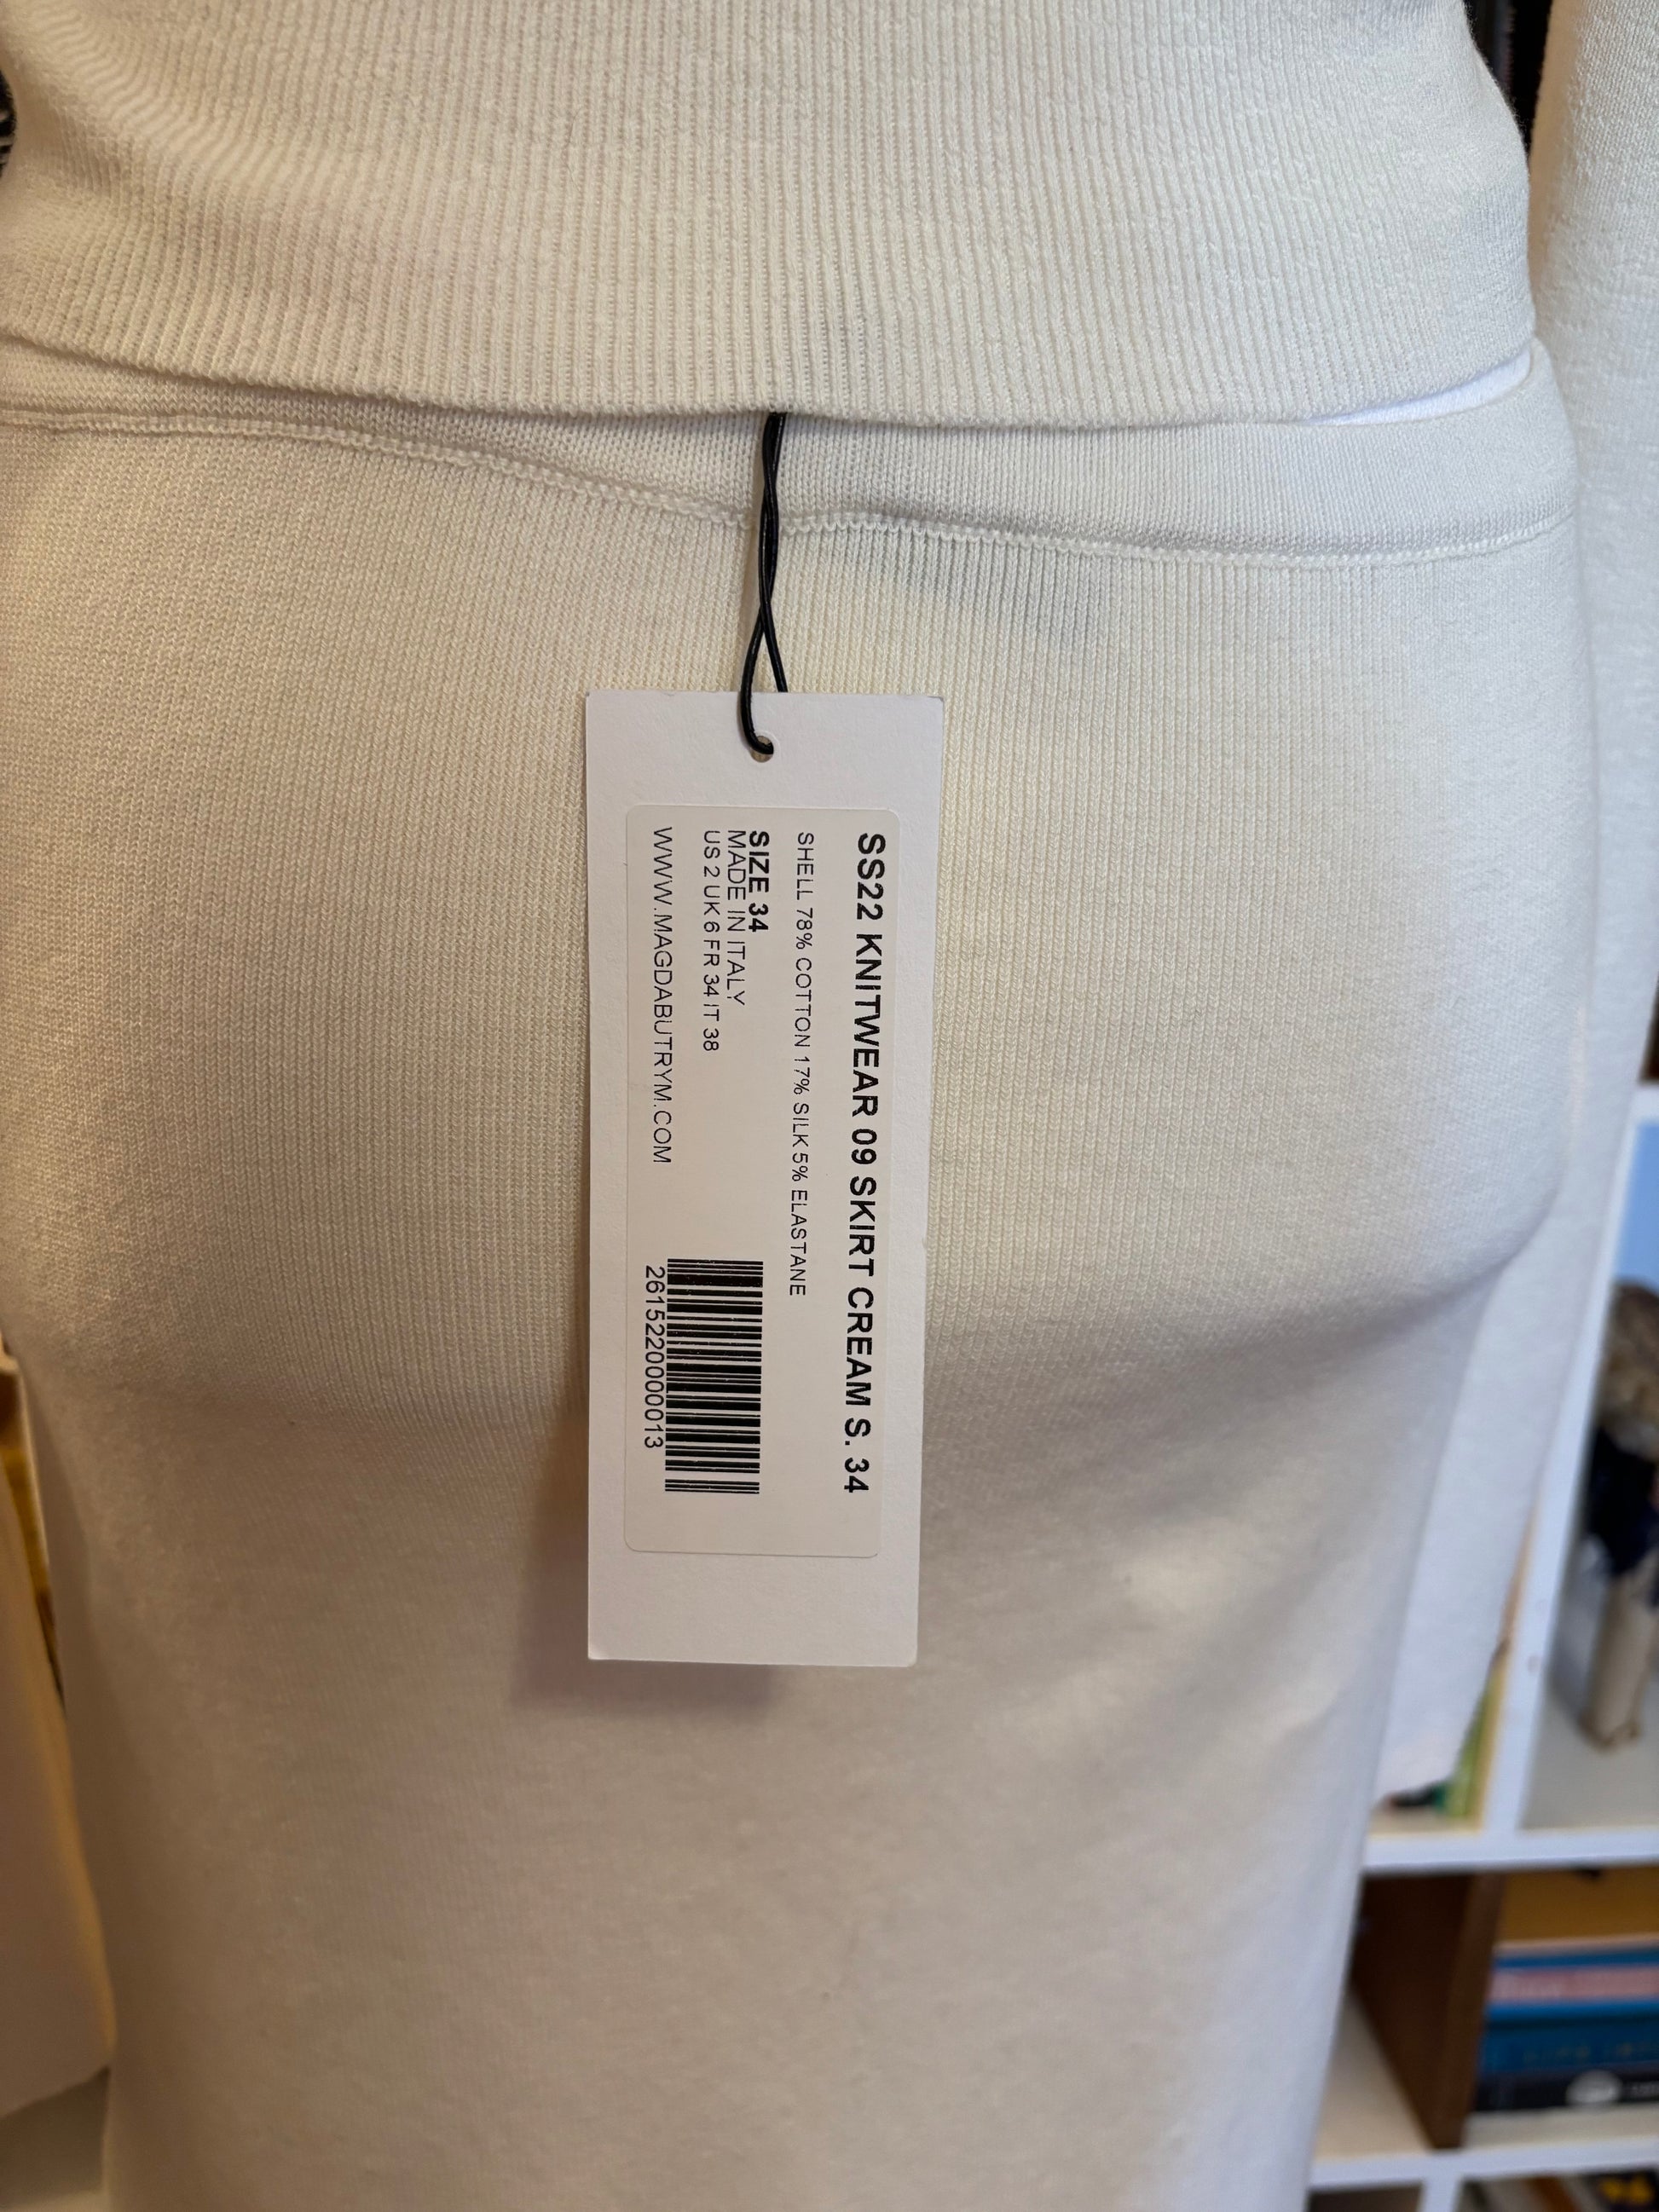 SS22 KNITWEAR 09 SKIRT CREAM S. 34
SHELL 78% COTTON 17% SILK 5% ELASTANE
SIZE 34
MADE IN ITALY
US 2 UK 6 FR 34 IT 38
WWW.MAGDABUTRYM.COM
2615220000013